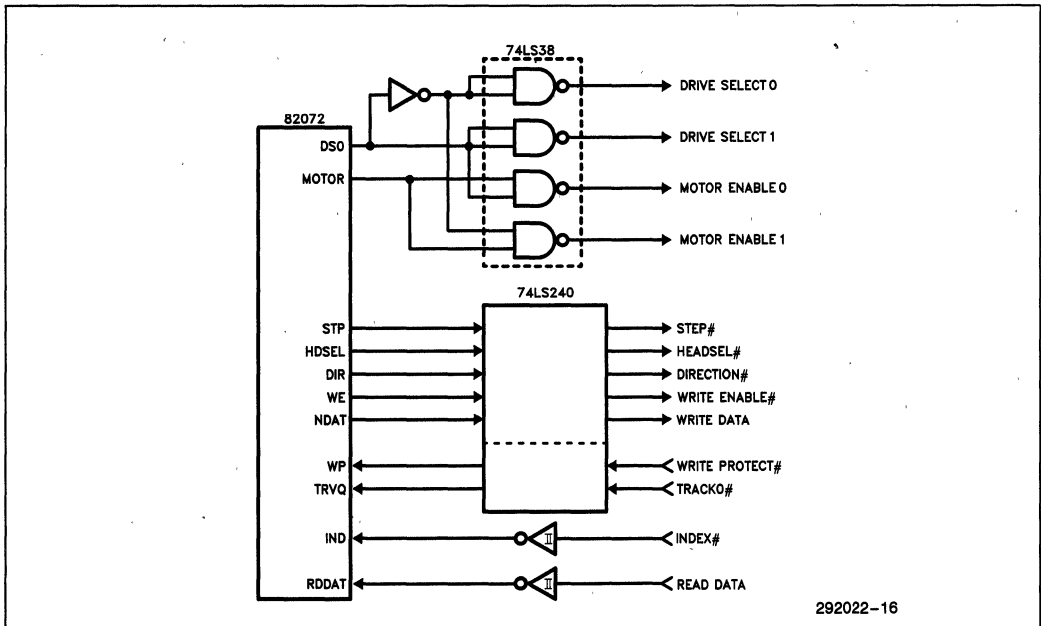 74LS38
DRIVE SELECT 0
82072
DRIVE SELECT 1
DS0
MOTOR
MOTOR ENABLE 0
MOTOR ENABLE 1
74LS240
STP
STEP#
HDSEL
HEADSEL#
DIR
DIRECTION#
WE
WRITE ENABLE#
NDAT
WRITE DATA
WP
WRITE PROTECT#
TRVQ
TRACK0#
IND
INDEX#
RDDAT
READ DATA
292022-16